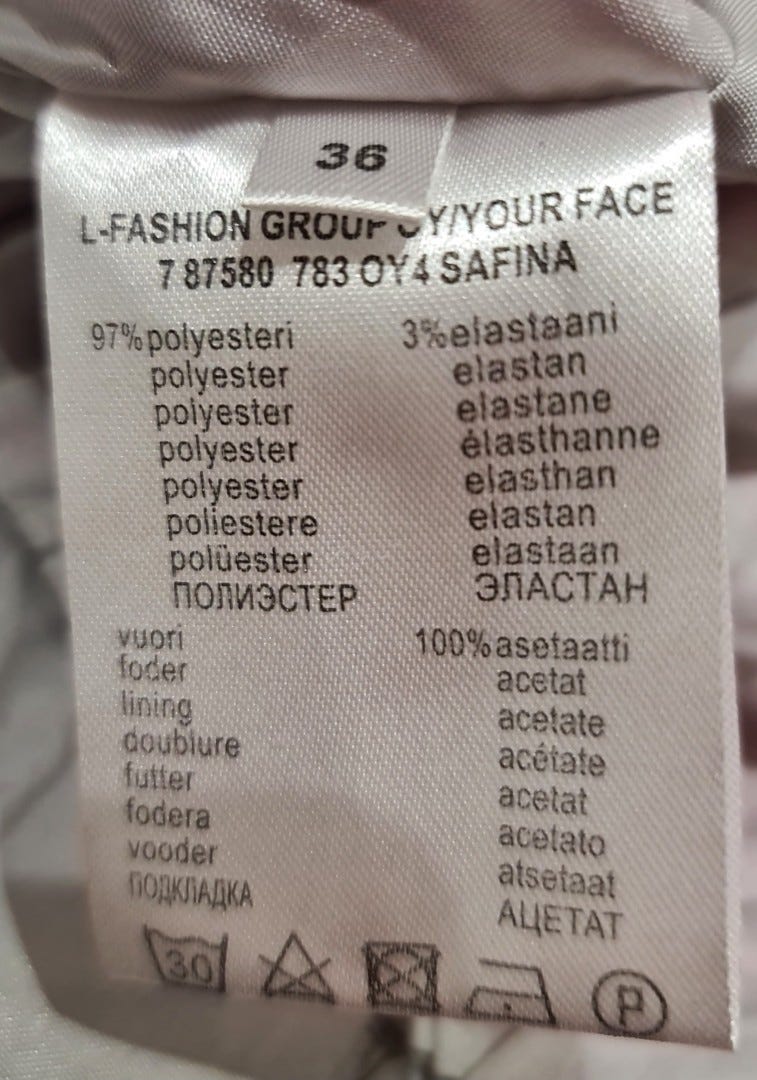 36
L-FASHION GROUP OY/YOUR FACE
7 87580 783 OY4 SAFINA
97% polyesteri 3% elastaani
polyester elastan
polyester elastane
polyester élasthanne
polyester elasthan
poliestere elastan
polüester elastaan
ПОЛИЭСТЕР ЭЛАСТАН
vuori 100% asetaatti
foder acetat
lining acetate
doublure acétate
futter acetat
fodera acetato
vooder atsetaat
ПОДКЛАДКА АЦЕТАТ
30 P